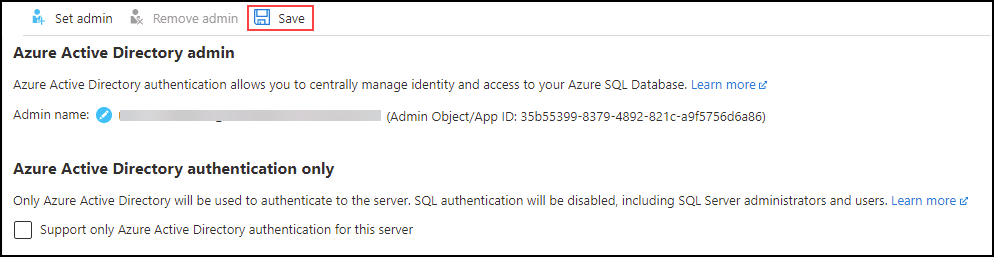 Set admin Remove admin Save
Azure Active Directory admin
Azure Active Directory authentication allows you to centrally manage identity and access to your Azure SQL Database. Learn more
Admin name: (Admin Object/App ID: 35b55399-8379-4892-821c-a9f5756d6a86)
Azure Active Directory authentication only
Only Azure Active Directory will be used to authenticate to the server. SQL authentication will be disabled, including SQL Server administrators and users. Learn more
Support only Azure Active Directory authentication for this server